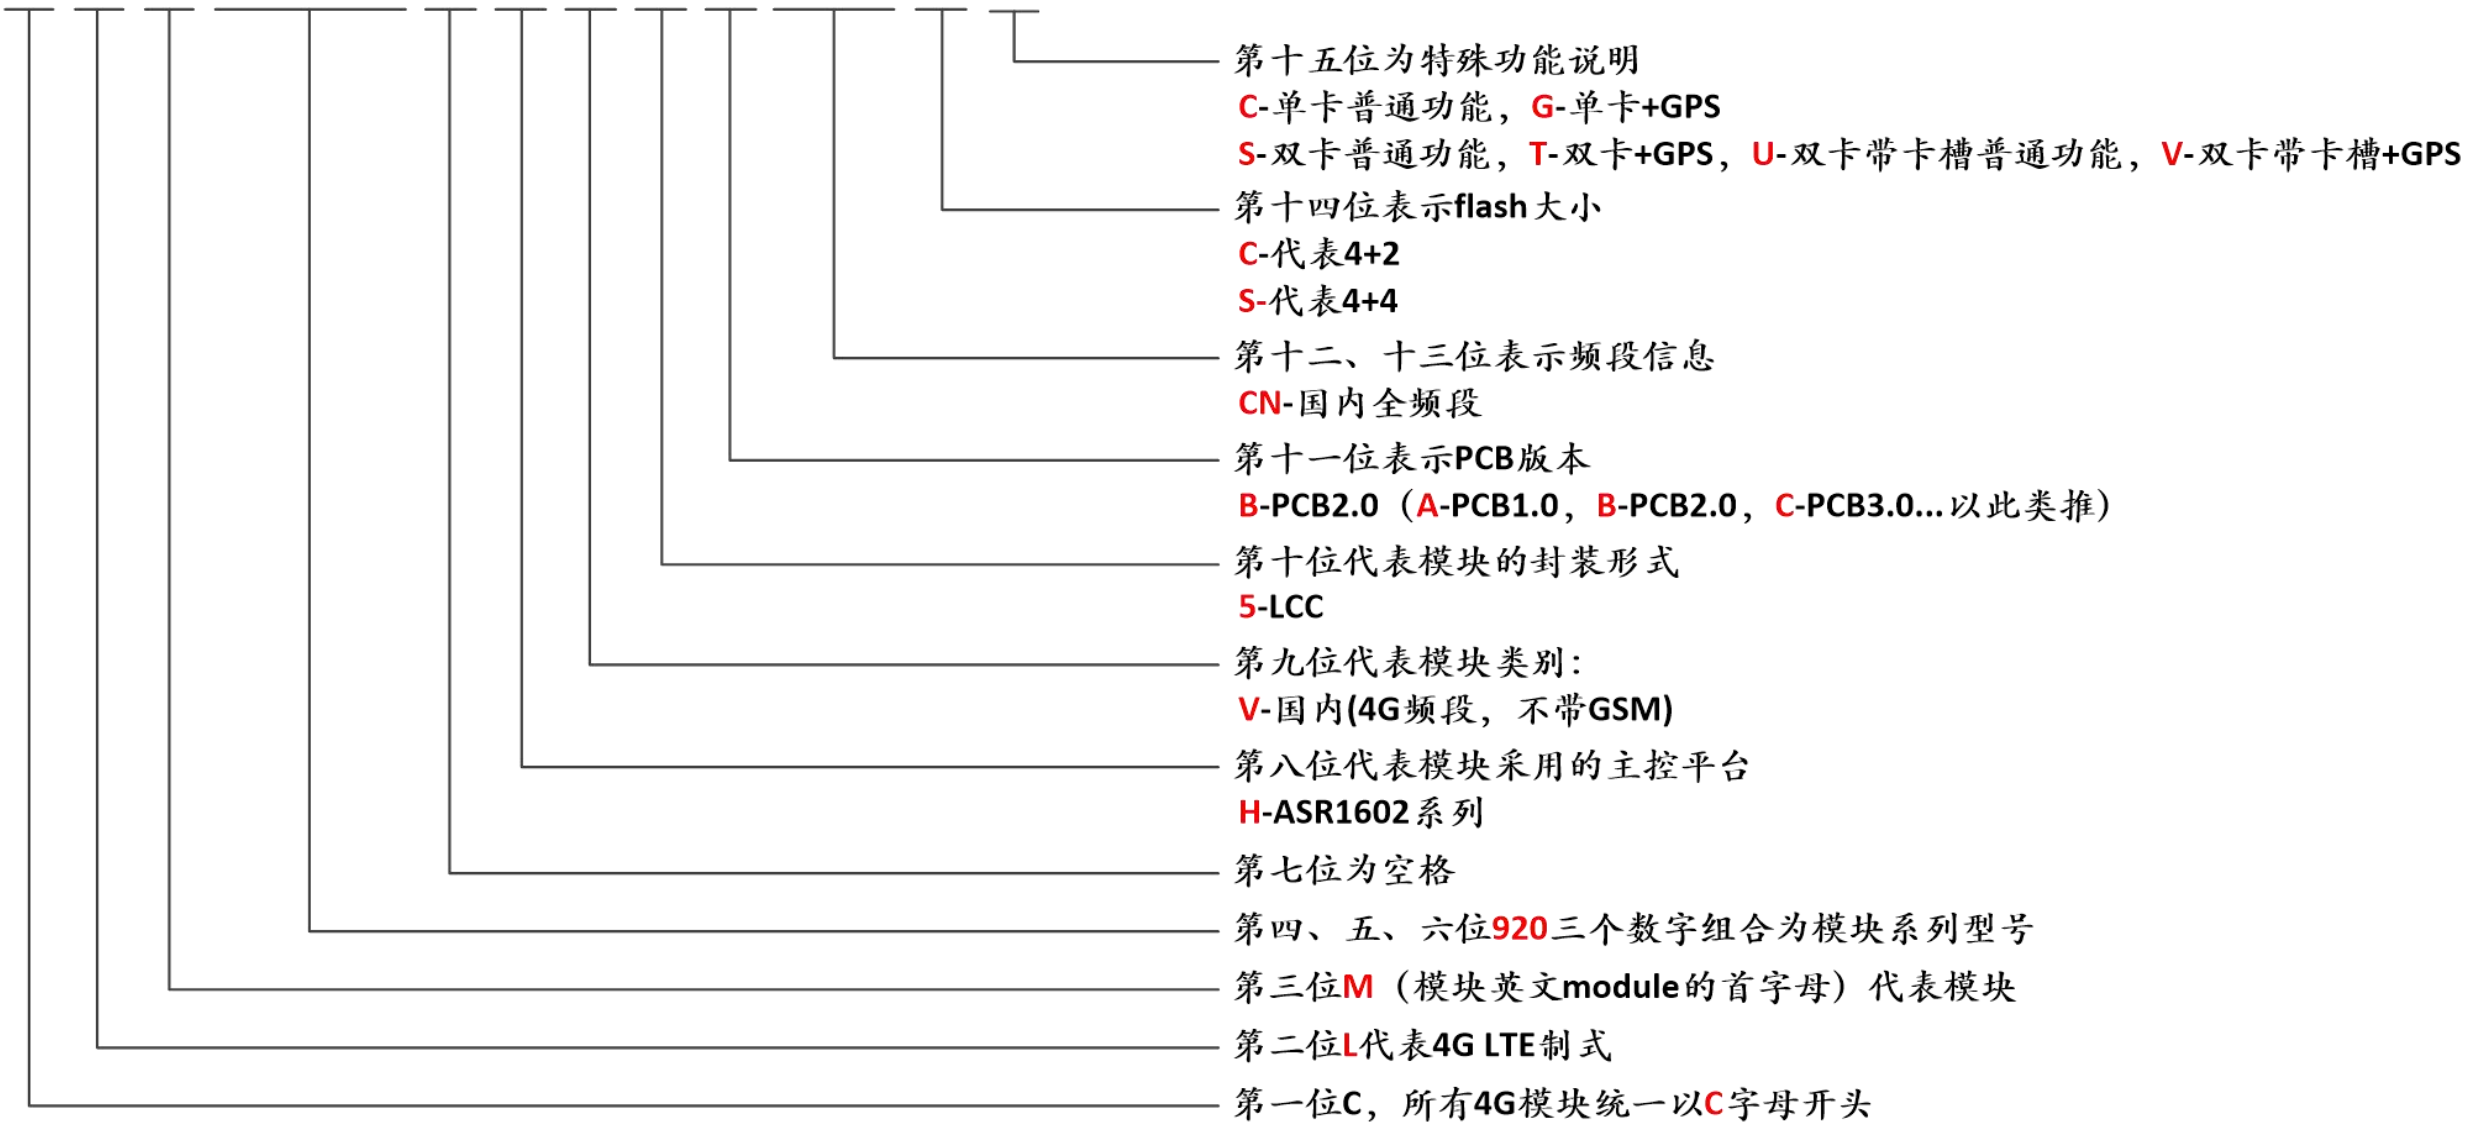 第十五位为特殊功能说明
C-单卡普通功能，G-单卡+GPS
S-双卡普通功能，T-双卡+GPS，U-双卡带卡槽普通功能，V-双卡带卡槽+GPS
第十四位表示flash大小
C-代表4+2
S-代表4+4
第十二、十三位表示频段信息
CN-国内全频段
第十一位表示PCB版本
B-PCB2.0（A-PCB1.0，B-PCB2.0，C-PCB3.0...以此类推）
第十位代表模块的封装形式
5-LCC
第九位代表模块类别：
V-国内(4G频段，不带GSM)
第八位代表模块采用的主控平台
H-ASR1602系列
第七位为空格
第四、五、六位920三个数字组合为模块系列型号
第三位M（模块英文module的首字母）代表模块
第二位L代表4G LTE制式
第一位C，所有4G模块统一以C字母开头